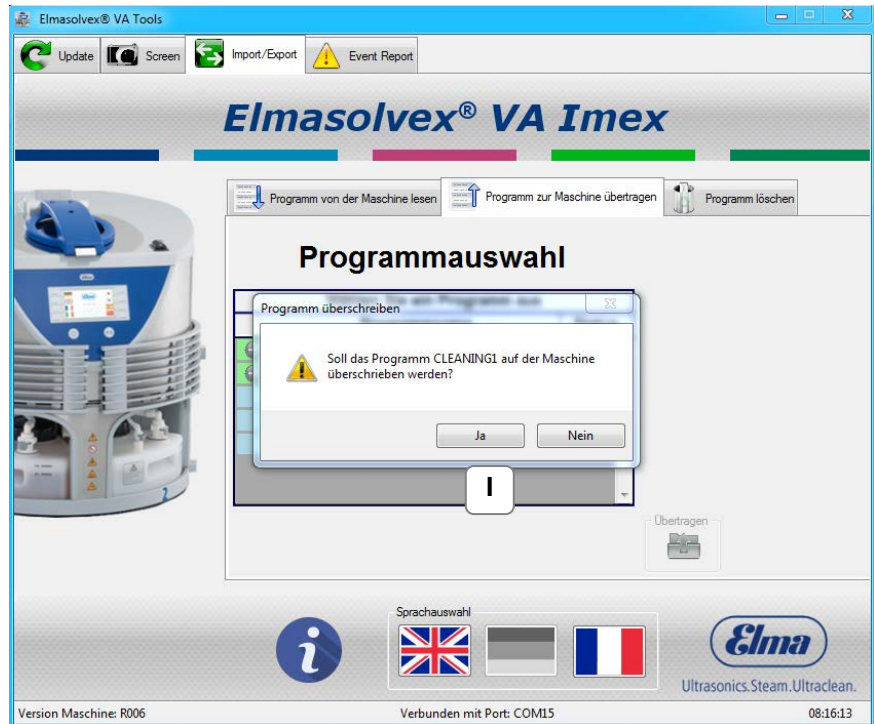 Elmasolvex® VA Tools
Update Screen Import/Export Event Report
Elmasolvex® VA Imex
Programm von der Maschine lesen Programm zur Maschine übertragen Programm löschen
Programmauswahl
Programm überschreiben
Soll das Programm CLEANING1 auf der Maschine
überschrieben werden?
Ja Nein
I
Übertragen
Sprachauswahl
i
Elma
Ultrasonics.Steam.Ultraclean.
Version Maschine: R006 Verbunden mit Port: COM15 08:16:13
2